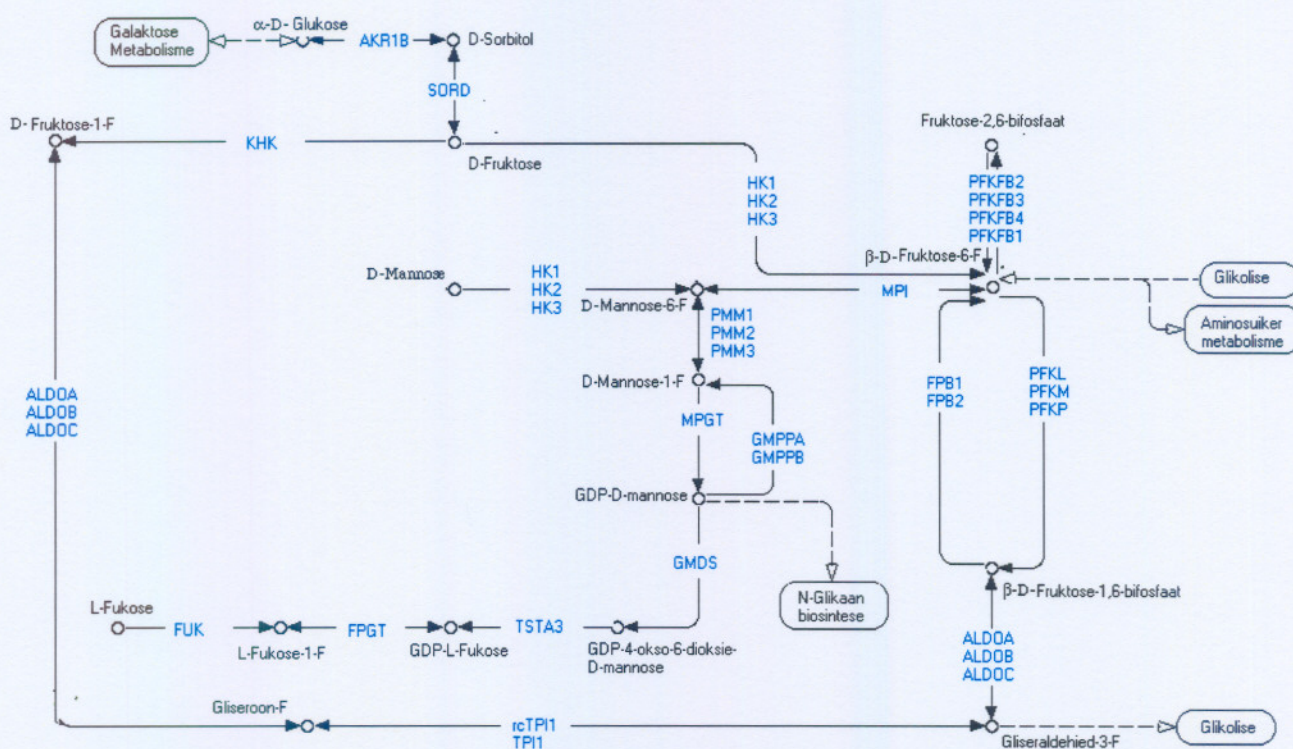 α-D- Glukose
Galaktose
Metabolisme
AKR1B
D-Sorbitol
SORD
D- Fruktose-1-F
KHK
D-Fruktose
Fruktose-2,6-bifosfaat
HK1
HK2
HK3
PFKFB2
PFKFB3
PFKFB4
PFKFB1
β-D-Fruktose-6-F
D-Mannose
HK1
HK2
HK3
D-Mannose-6-F
MPI
Glikolise
Aminosuiker
metabolisme
PMM1
PMM2
PMM3
D-Mannose-1-F
ALDOA
ALDOB
ALDOC
FPB1
FPB2
PFKL
PFKM
PFKP
MPGT
GMPPA
GMPPB
GDP-D-mannose
GMDS
N-Glikaan
biosintese
β-D-Fruktose-1,6-bifosfaat
L-Fukose
FUK
L-Fukose-1-F
FPGT
GDP-L-Fukose
TSTA3
GDP-4-okso-6-dioksie-
D-mannose
ALDOA
ALDOB
ALDOC
Gliseroon-F
rcTPI1
TPI1
Gliseraldehied-3-F
Glikolise